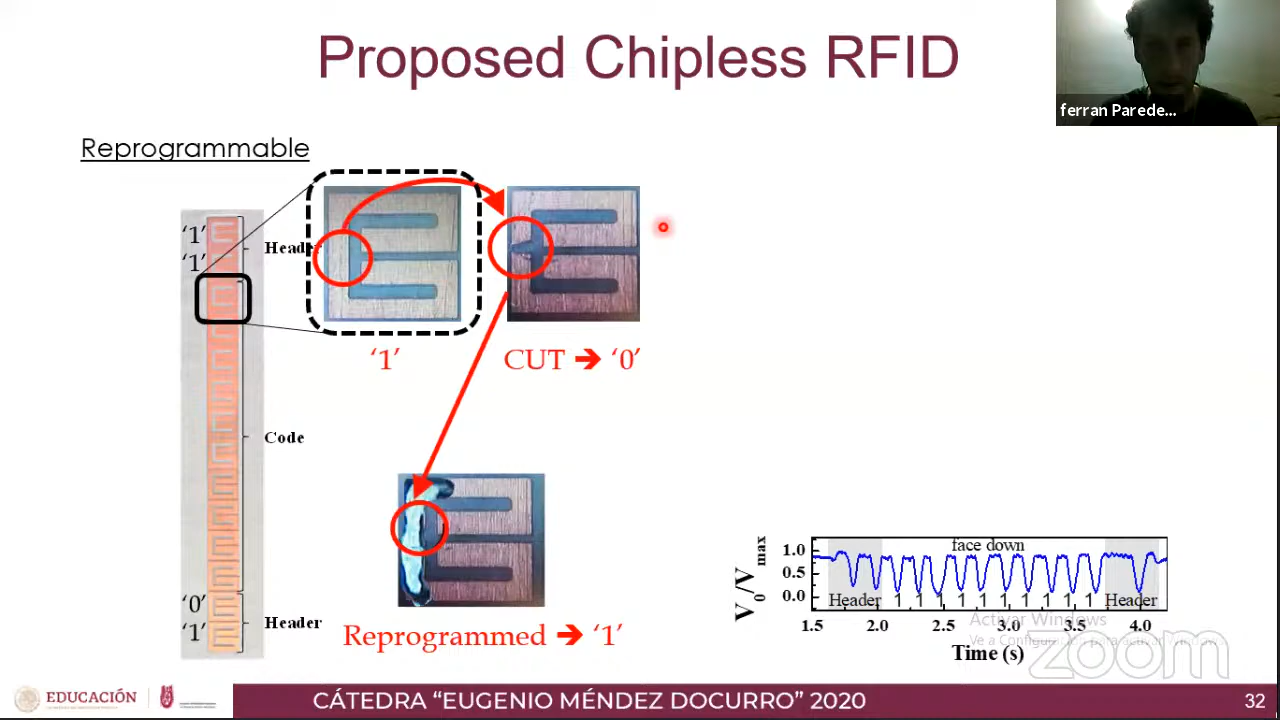 Proposed Chipless RFID
ferran Parede...
Reprogrammable
‘1’
‘1’
Header
‘1’
CUT ➔ ‘0’
Code
face down
V0/Vmax
1.0
0.5
0.0
Header 1 1 1 1 1 1 1 1 Header
1.5 2.0 2.5 3.0 3.5 4.0
Time (s)
‘0’
‘1’
Header
Reprogrammed ➔ ‘1’
Activar Windows
Ve a Configuración para activar Windows.
zoom
EDUCACIÓN
CÁTEDRA “EUGENIO MÉNDEZ DOCURRO” 2020
32